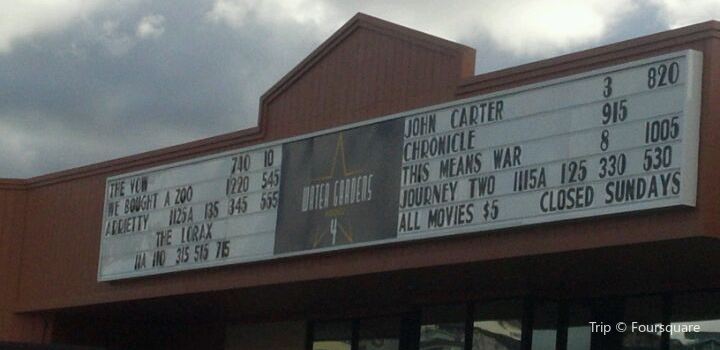 THE VOW 740 10
WE BOUGHT A ZOO 1220 545
ARRIETTY 1125A 135 345 555
THE LORAX
11A 110 315 515 715
WATER GARDENS
4
JOHN CARTER 3 820
CHRONICLE 915
THIS MEANS WAR 8 1005
JOURNEY TWO 1115A 125 330 530
ALL MOVIES $5 CLOSED SUNDAYS
Trip © Foursquare